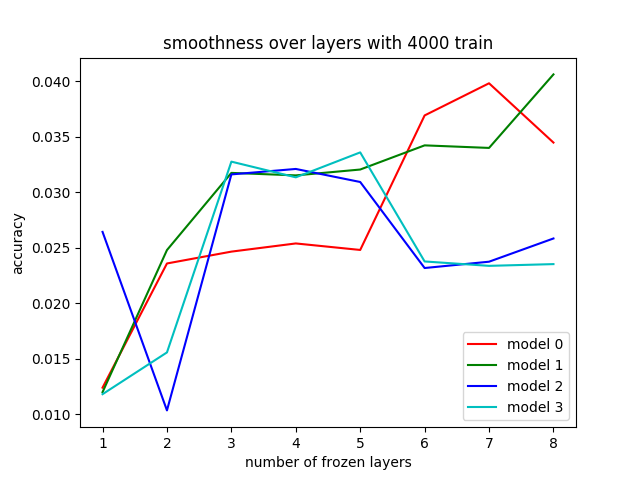 smoothness over layers with 4000 train
accuracy
0.040
0.035
0.030
0.025
0.020
0.015
0.010
model 0
model 1
model 2
model 3
1 2 3 4 5 6 7 8
number of frozen layers